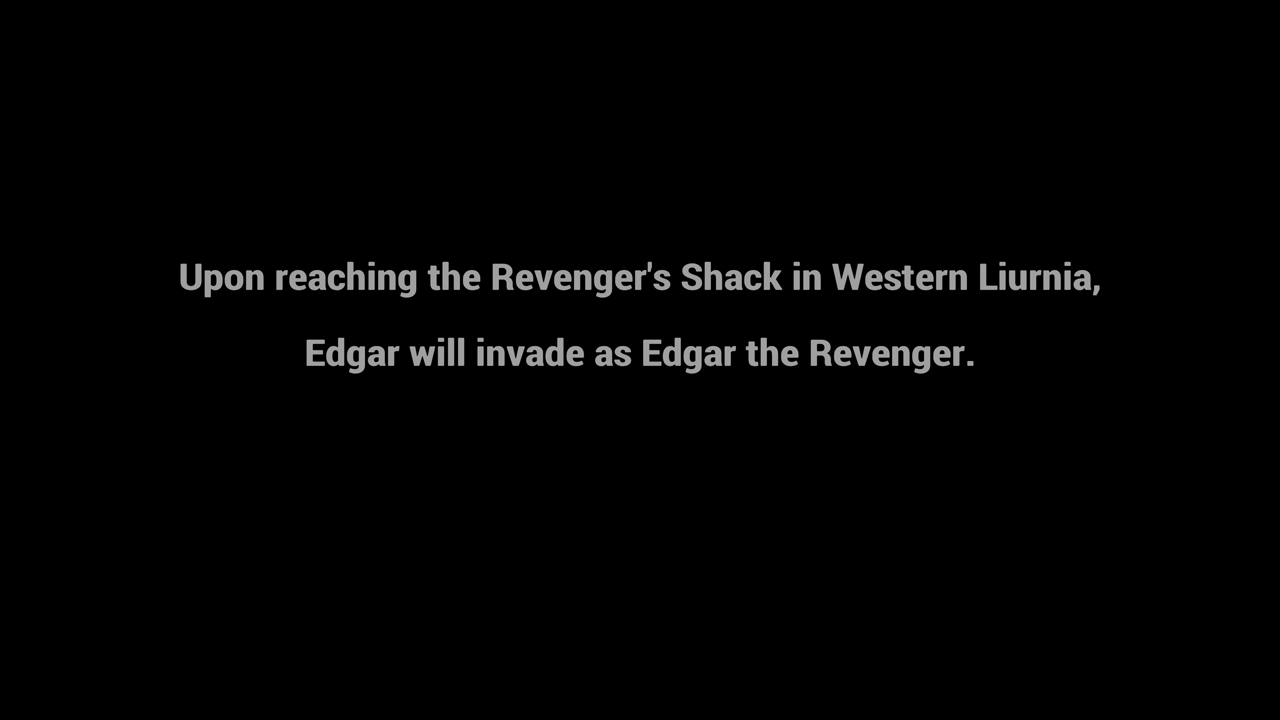 Upon reaching the Revenger's Shack in Western Liurnia,
Edgar will invade as Edgar the Revenger.